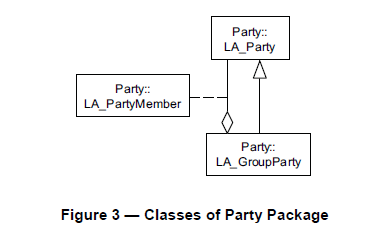 Party::
LA_Party
Party::
LA_PartyMember
Party::
LA_GroupParty
Figure 3 — Classes of Party Package